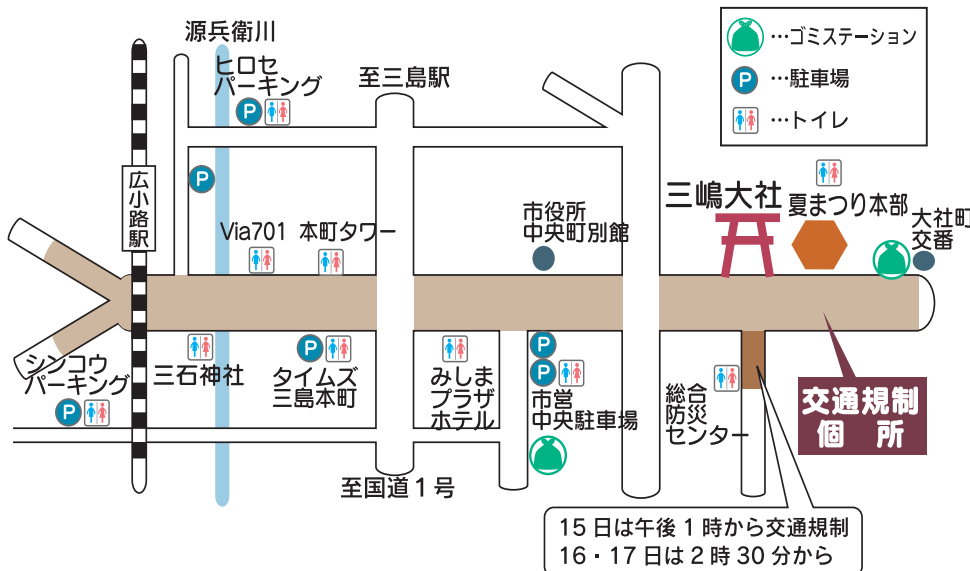 源兵衛川
ヒロセ
パーキング
P
至三島駅
…ゴミステーション
P …駐車場
…トイレ
広小路駅
P
Via701
本町タワー
市役所
中央町別館
三嶋大社
夏まつり本部
大社町
交番
シンコウ
パーキング
P
三石神社
P
タイムズ
三島本町
みしま
プラザ
ホテル
P
P
市営
中央駐車場
総合
防災
センター
交通規制
個所
至国道1号
15日は午後1時から交通規制
16・17日は2時30分から